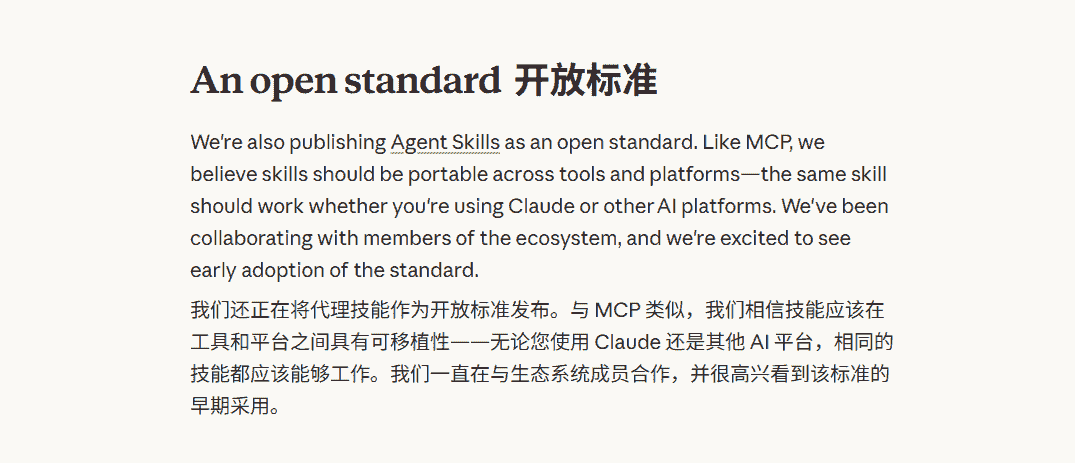 An open standard 开放标准
We're also publishing Agent Skills as an open standard. Like MCP, we
believe skills should be portable across tools and platforms—the same skill
should work whether you're using Claude or other AI platforms. We've been
collaborating with members of the ecosystem, and we're excited to see
early adoption of the standard.
我们还正在将代理技能作为开放标准发布。与 MCP 类似，我们相信技能应该在
工具和平台之间具有可移植性——无论您使用 Claude 还是其他 AI 平台，相同的
技能都应该能够工作。我们一直在与生态系统成员合作，并很高兴看到该标准的
早期采用。